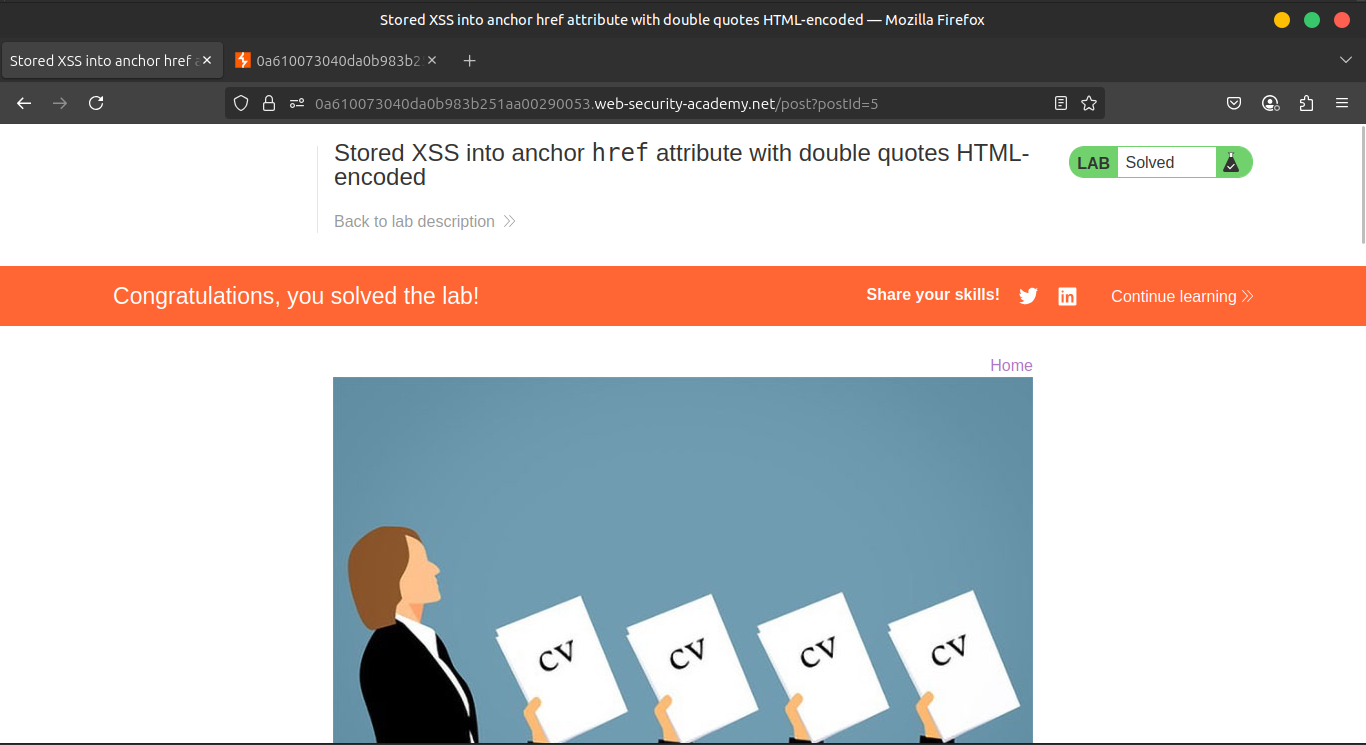 Stored XSS into anchor href attribute with double quotes HTML-encoded — Mozilla Firefox
Stored XSS into anchor href a
0a610073040da0b983b2
0a610073040da0b983b251aa00290053.web-security-academy.net/post?postId=5
Stored XSS into anchor href attribute with double quotes HTML-
encoded
LAB Solved
Back to lab description
Congratulations, you solved the lab!
Share your skills!
Continue learning
Home
CV
CV
CV
CV